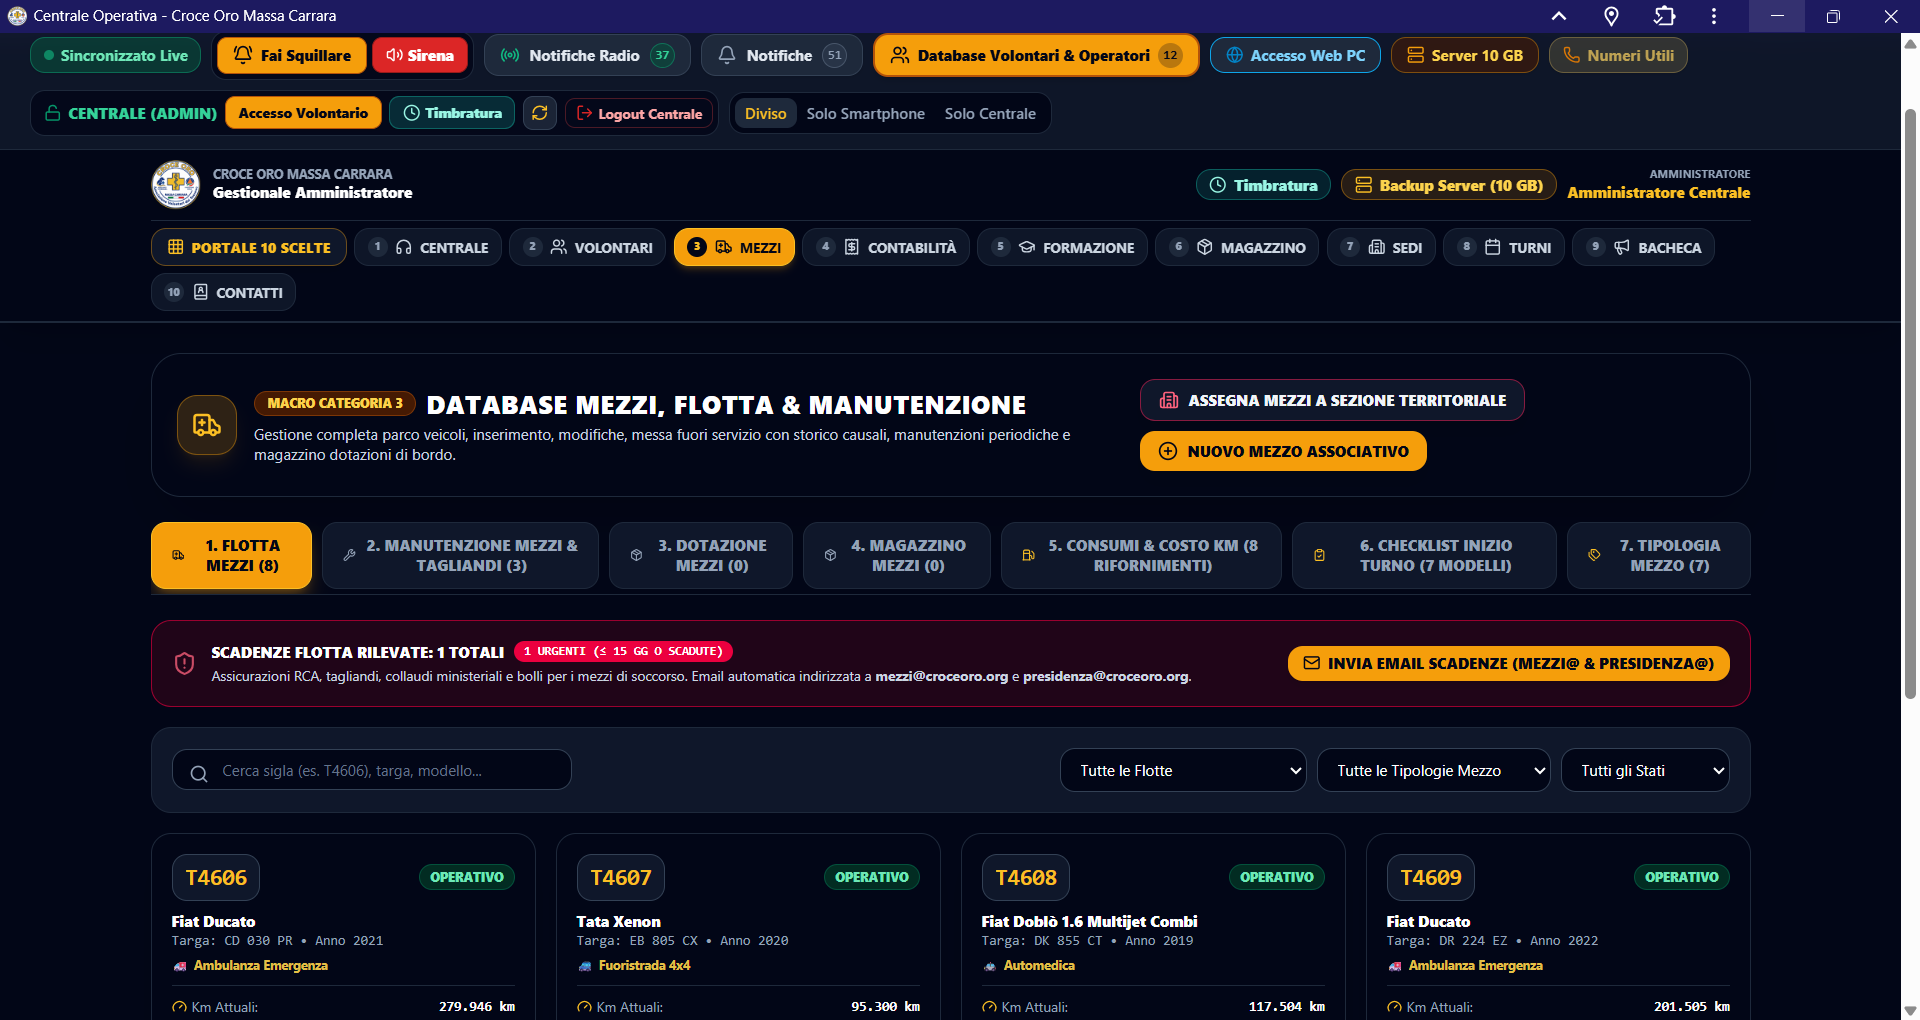 Centrale Operativa - Croce Oro Massa Carrara
Sincronizzato Live
Fai Squillare
Sirena
Notifiche Radio 37
Notifiche 51
Database Volontari & Operatori 12
Accesso Web PC
Server 10 GB
Numeri Utili
CENTRALE (ADMIN)
Accesso Volontario
Timbratura
Logout Centrale
Diviso
Solo Smartphone
Solo Centrale
CROCE ORO MASSA CARRARA
Gestionale Amministratore
Timbratura
Backup Server (10 GB)
AMMINISTRATORE
Amministratore Centrale
PORTALE 10 SCELTE
1 CENTRALE
2 VOLONTARI
3 MEZZI
4 CONTABILITÀ
5 FORMAZIONE
6 MAGAZZINO
7 SEDI
8 TURNI
9 BACHECA
10 CONTATTI
MACRO CATEGORIA 3
DATABASE MEZZI, FLOTTA & MANUTENZIONE
Gestione completa parco veicoli, inserimento, modifiche, messa fuori servizio con storico causali, manutenzioni periodiche e
magazzino dotazioni di bordo.
ASSEGNA MEZZI A SEZIONE TERRITORIALE
NUOVO MEZZO ASSOCIATIVO
1. FLOTTA
MEZZI (8)
2. MANUTENZIONE MEZZI &
TAGLIANDI (3)
3. DOTAZIONE
MEZZI (0)
4. MAGAZZINO
MEZZI (0)
5. CONSUMI & COSTO KM (8
RIFORNIMENTI)
6. CHECKLIST INIZIO
TURNO (7 MODELLI)
7. TIPOLOGIA
MEZZO (7)
SCADENZE FLOTTA RILEVATE: 1 TOTALI
1 URGENTI (≤ 15 GG O SCADUTE)
Assicurazioni RCA, tagliandi, collaudi ministeriali e bolli per i mezzi di soccorso. Email automatica indirizzata a mezzi@croceoro.org e presidenza@croceoro.org.
INVIA EMAIL SCADENZE (MEZZI@ & PRESIDENZA@)
Cerca sigla (es. T4606), targa, modello...
Tutte le Flotte
Tutte le Tipologie Mezzo
Tutti gli Stati
T4606
OPERATIVO
Fiat Ducato
Targa: CD 030 PR • Anno 2021
Ambulanza Emergenza
Km Attuali: 279.946 km
T4607
OPERATIVO
Tata Xenon
Targa: EB 805 CX • Anno 2020
Fuoristrada 4x4
Km Attuali: 95.300 km
T4608
OPERATIVO
Fiat Doblò 1.6 Multijet Combi
Targa: DK 855 CT • Anno 2019
Automedica
Km Attuali: 117.504 km
T4609
OPERATIVO
Fiat Ducato
Targa: DR 224 EZ • Anno 2022
Ambulanza Emergenza
Km Attuali: 201.505 km